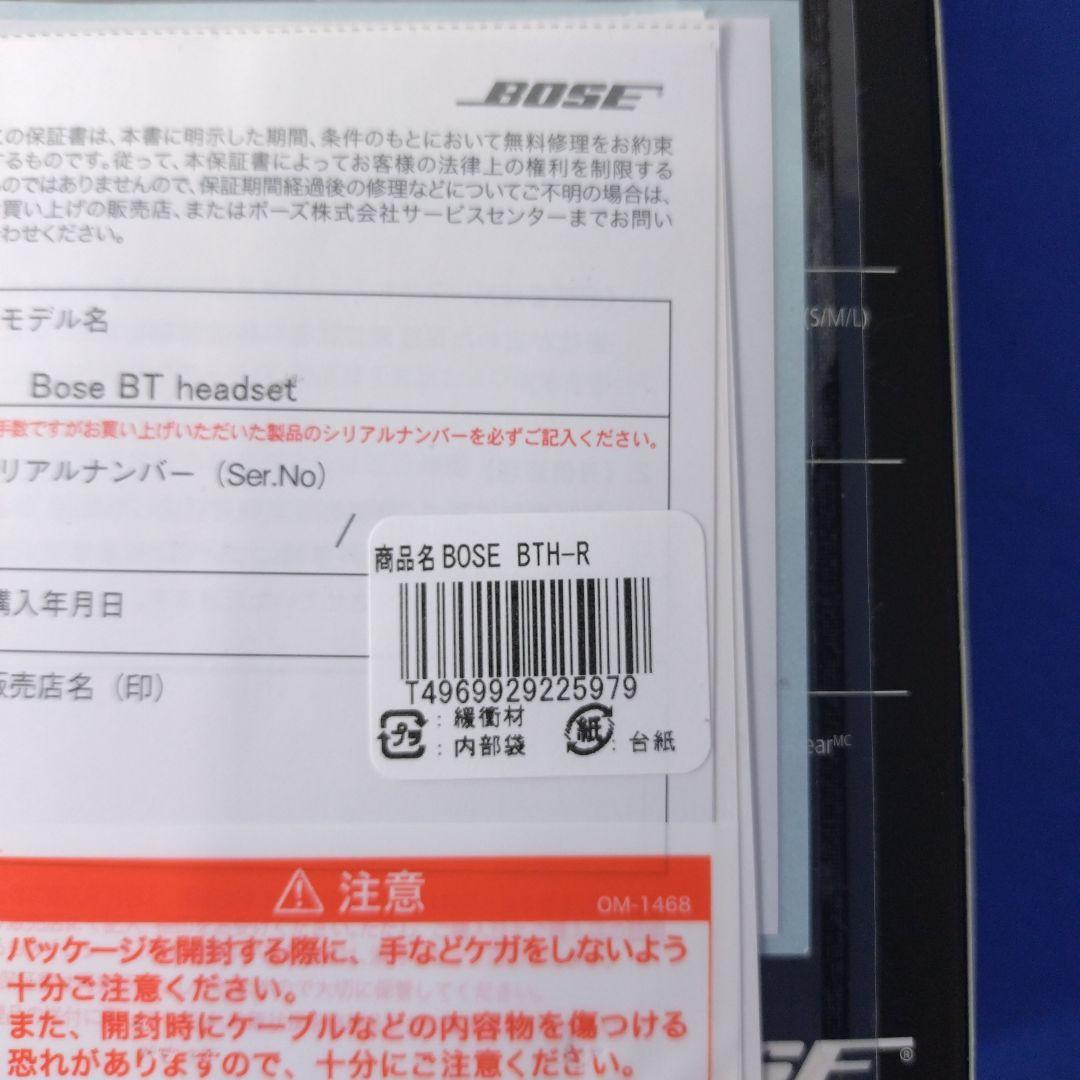 BOSE
の保証書は、本書に明示した期間、条件のもとにおいて無料修理をお約束
するものです。従って、本保証書によってお客様の法律上の権利を制限する
のではありませんので、保証期間経過後の修理などについてご不明の場合は、
買い上げの販売店、またはボーズ株式会社サービスセンターまでお問い
わせください。
(S/M/L)
モデル名
Bose BT headset
手数ですがお買い上げいただいた製品のシリアルナンバーを必ずご記入ください。
リアルナンバー (Ser.No)
/
商品名BOSE BTH-R
購入年月日
T4969929225979
販売店名 (印)
プラ : 緩衝材
: 内部袋
紙 : 台紙
earMC
注意
OM-1468
パッケージを開封する際に、手などケガをしないよう
十分ご注意ください。
また、開封時にケーブルなどの内容物を傷つける
恐れがありますので、十分にご注意ください。
OSE®